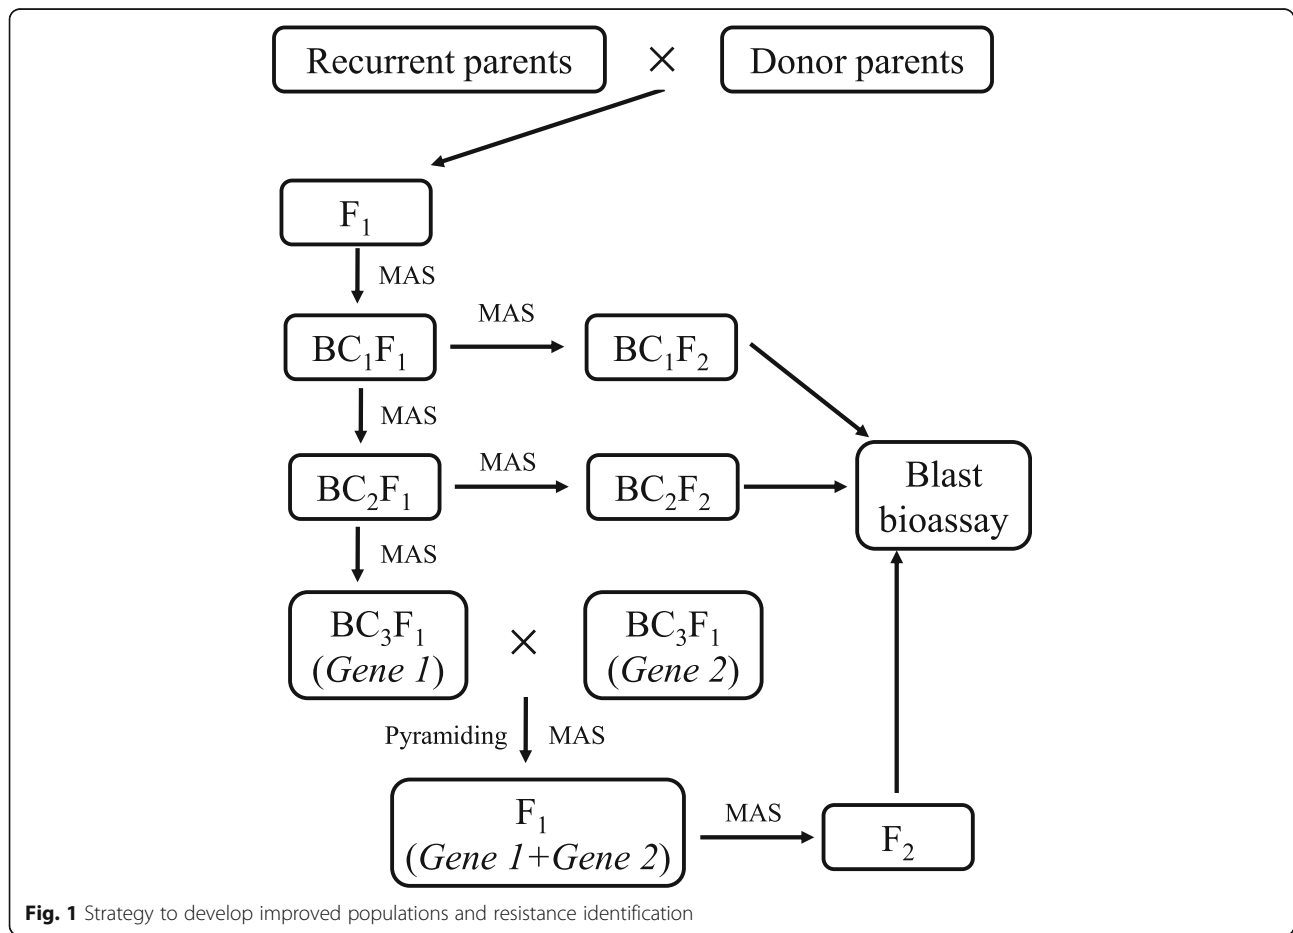 Recurrent parents × Donor parents
F₁
MAS
MAS
BC₁F₁ BC₁F₂
MAS
MAS
BC₂F₁ BC₂F₂
Blast
bioassay
MAS
BC₃F₁ × BC₃F₁
(Gene 1) (Gene 2)
Pyramiding MAS
F₁
(Gene 1+Gene 2)
MAS
F₂
Fig. 1 Strategy to develop improved populations and resistance identification